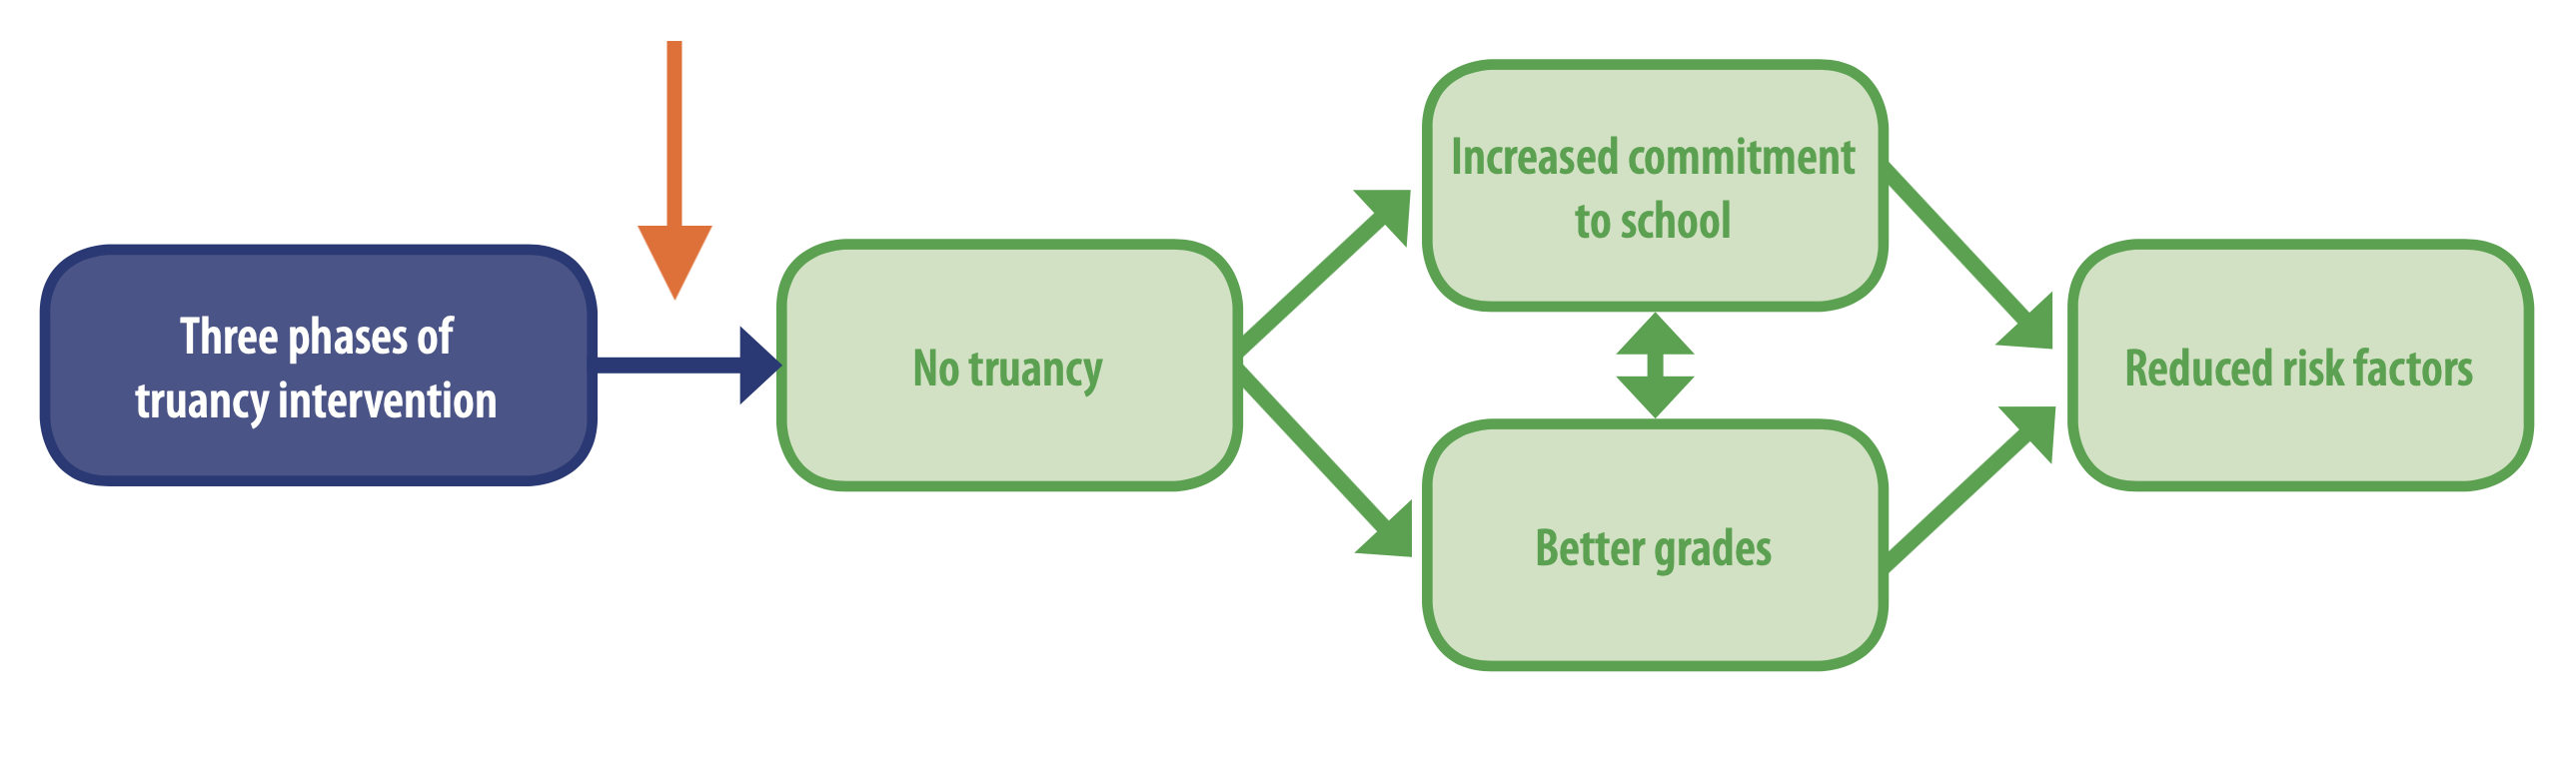 Three phases of
truancy intervention
No truancy
Increased commitment
to school
Better grades
Reduced risk factors